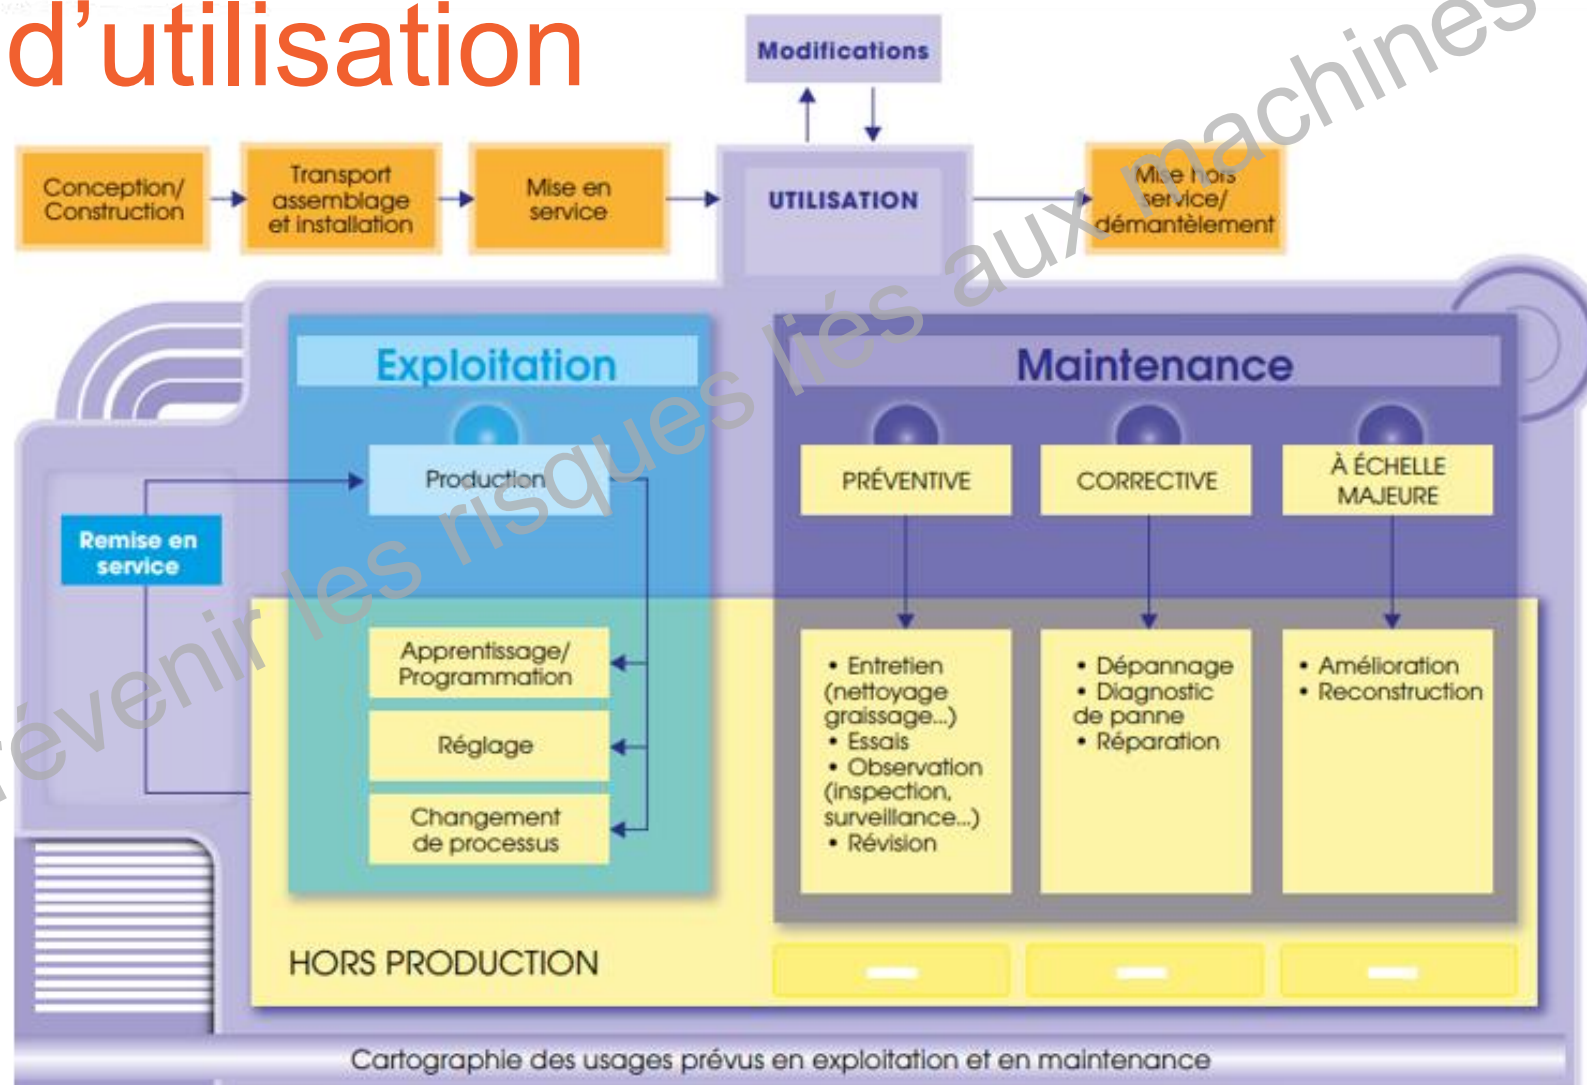 d’utilisation
Modifications
Conception/
Construction
Transport
assemblage
et installation
Mise en
service
UTILISATION
Mise hors
service/
démantèlement
Exploitation
Production
Remise en
service
Apprentissage/
Programmation
Réglage
Changement
de processus
Maintenance
PRÉVENTIVE
CORRECTIVE
À ÉCHELLE
MAJEURE
• Entretien
(nettoyage
graissage...)
• Essais
• Observation
(inspection,
surveillance...)
• Révision
• Dépannage
• Diagnostic
de panne
• Réparation
• Amélioration
• Reconstruction
HORS PRODUCTION
Cartographie des usages prévus en exploitation et en maintenance
révenir les risques liés aux machines